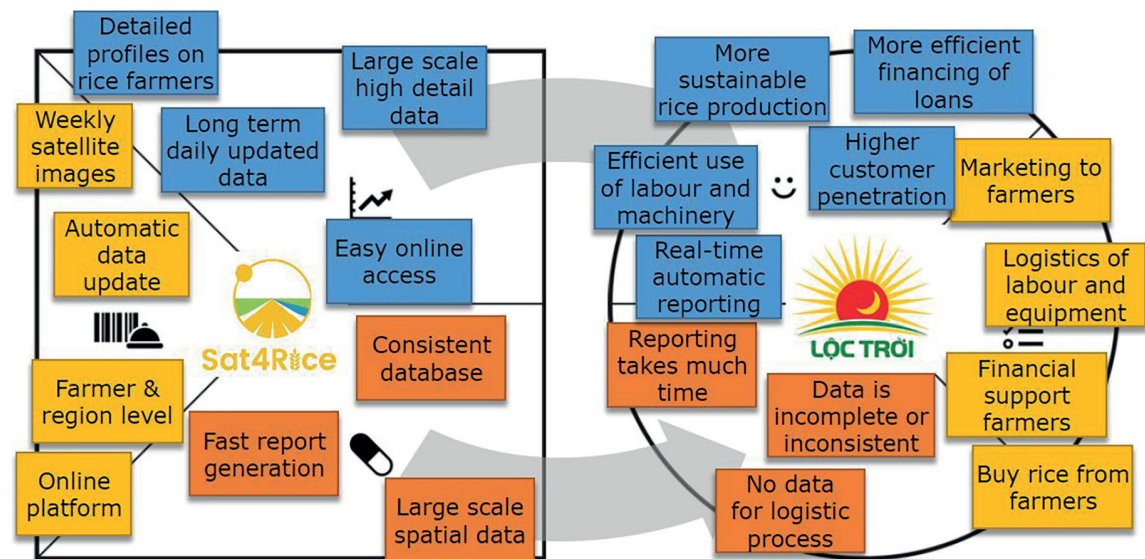 Detailed
profiles on
rice farmers
Large scale
high detail
data
Weekly
satellite
images
Long term
daily updated
data
Automatic
data
update
Easy online
access
Sat4Rice
Consistent
database
Farmer &
region level
Fast report
generation
Online
platform
Large scale
spatial data
More
sustainable
rice production
More efficient
financing of
loans
Efficient use
of labour and
machinery
Higher
customer
penetration
Marketing to
farmers
Real-time
automatic
reporting
Logistics of
labour and
equipment
LỘC TRỜI
Reporting
takes much
time
Data is
incomplete or
inconsistent
Financial
support
farmers
No data
for logistic
process
Buy rice from
farmers